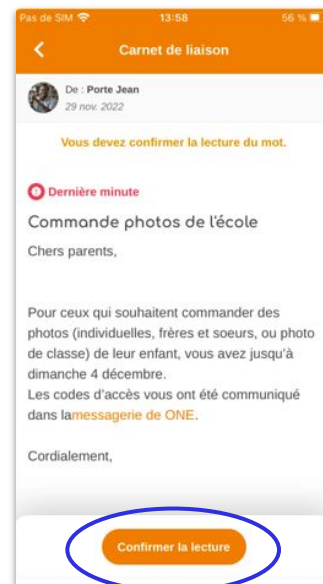 Pas de SIM 13:58 56 %
Carnet de liaison
De : Porte Jean
29 nov. 2022
Vous devez confirmer la lecture du mot.
Dernière minute
Commande photos de l'école
Chers parents,
Pour ceux qui souhaitent commander des
photos (individuelles, frères et soeurs, ou photo
de classe) de leur enfant, vous avez jusqu'à
dimanche 4 décembre.
Les codes d'accès vous ont été communiqué
dans lamessagerie de ONE.
Cordialement,
Confirmer la lecture